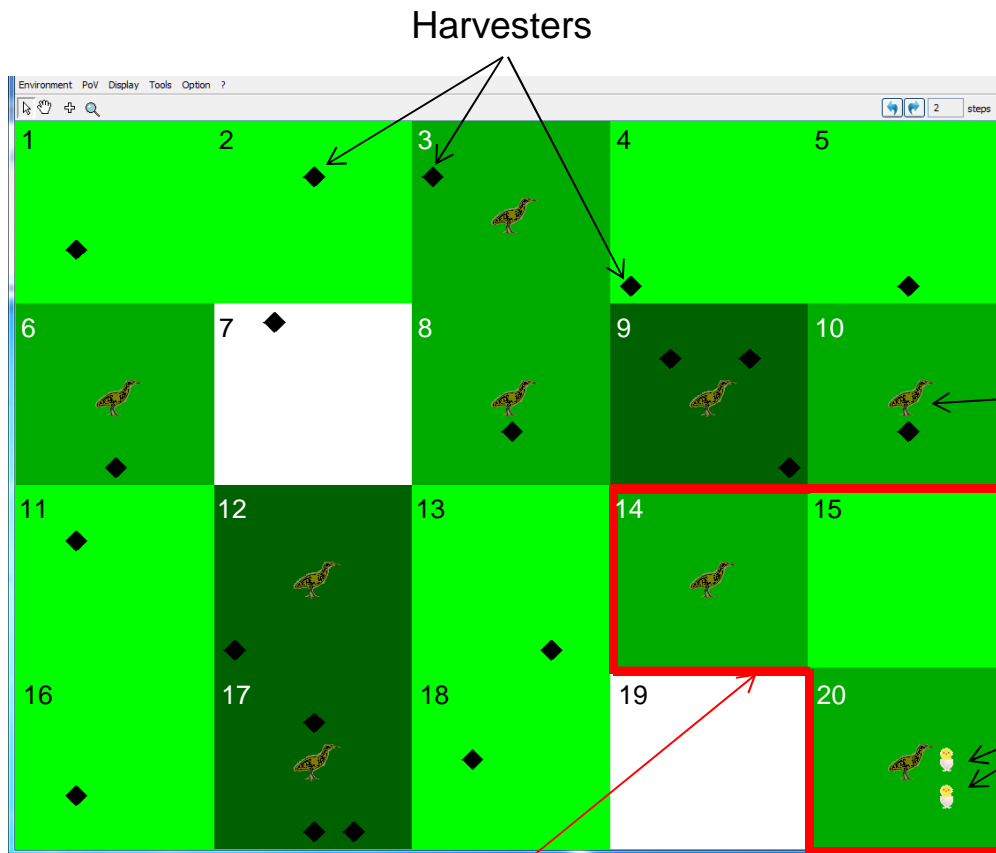 Harvesters
Environment PoV Display Tools Option ?
2 steps
1 2 3 4 5
6 7 8 9 10
11 12 13 14 15
16 17 18 19 20